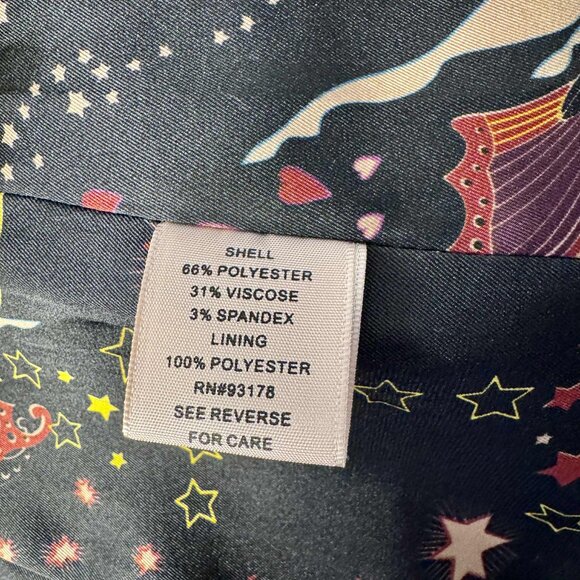 SHELL
66% POLYESTER
31% VISCOSE
3% SPANDEX
LINING
100% POLYESTER
RN#93178
SEE REVERSE
FOR CARE